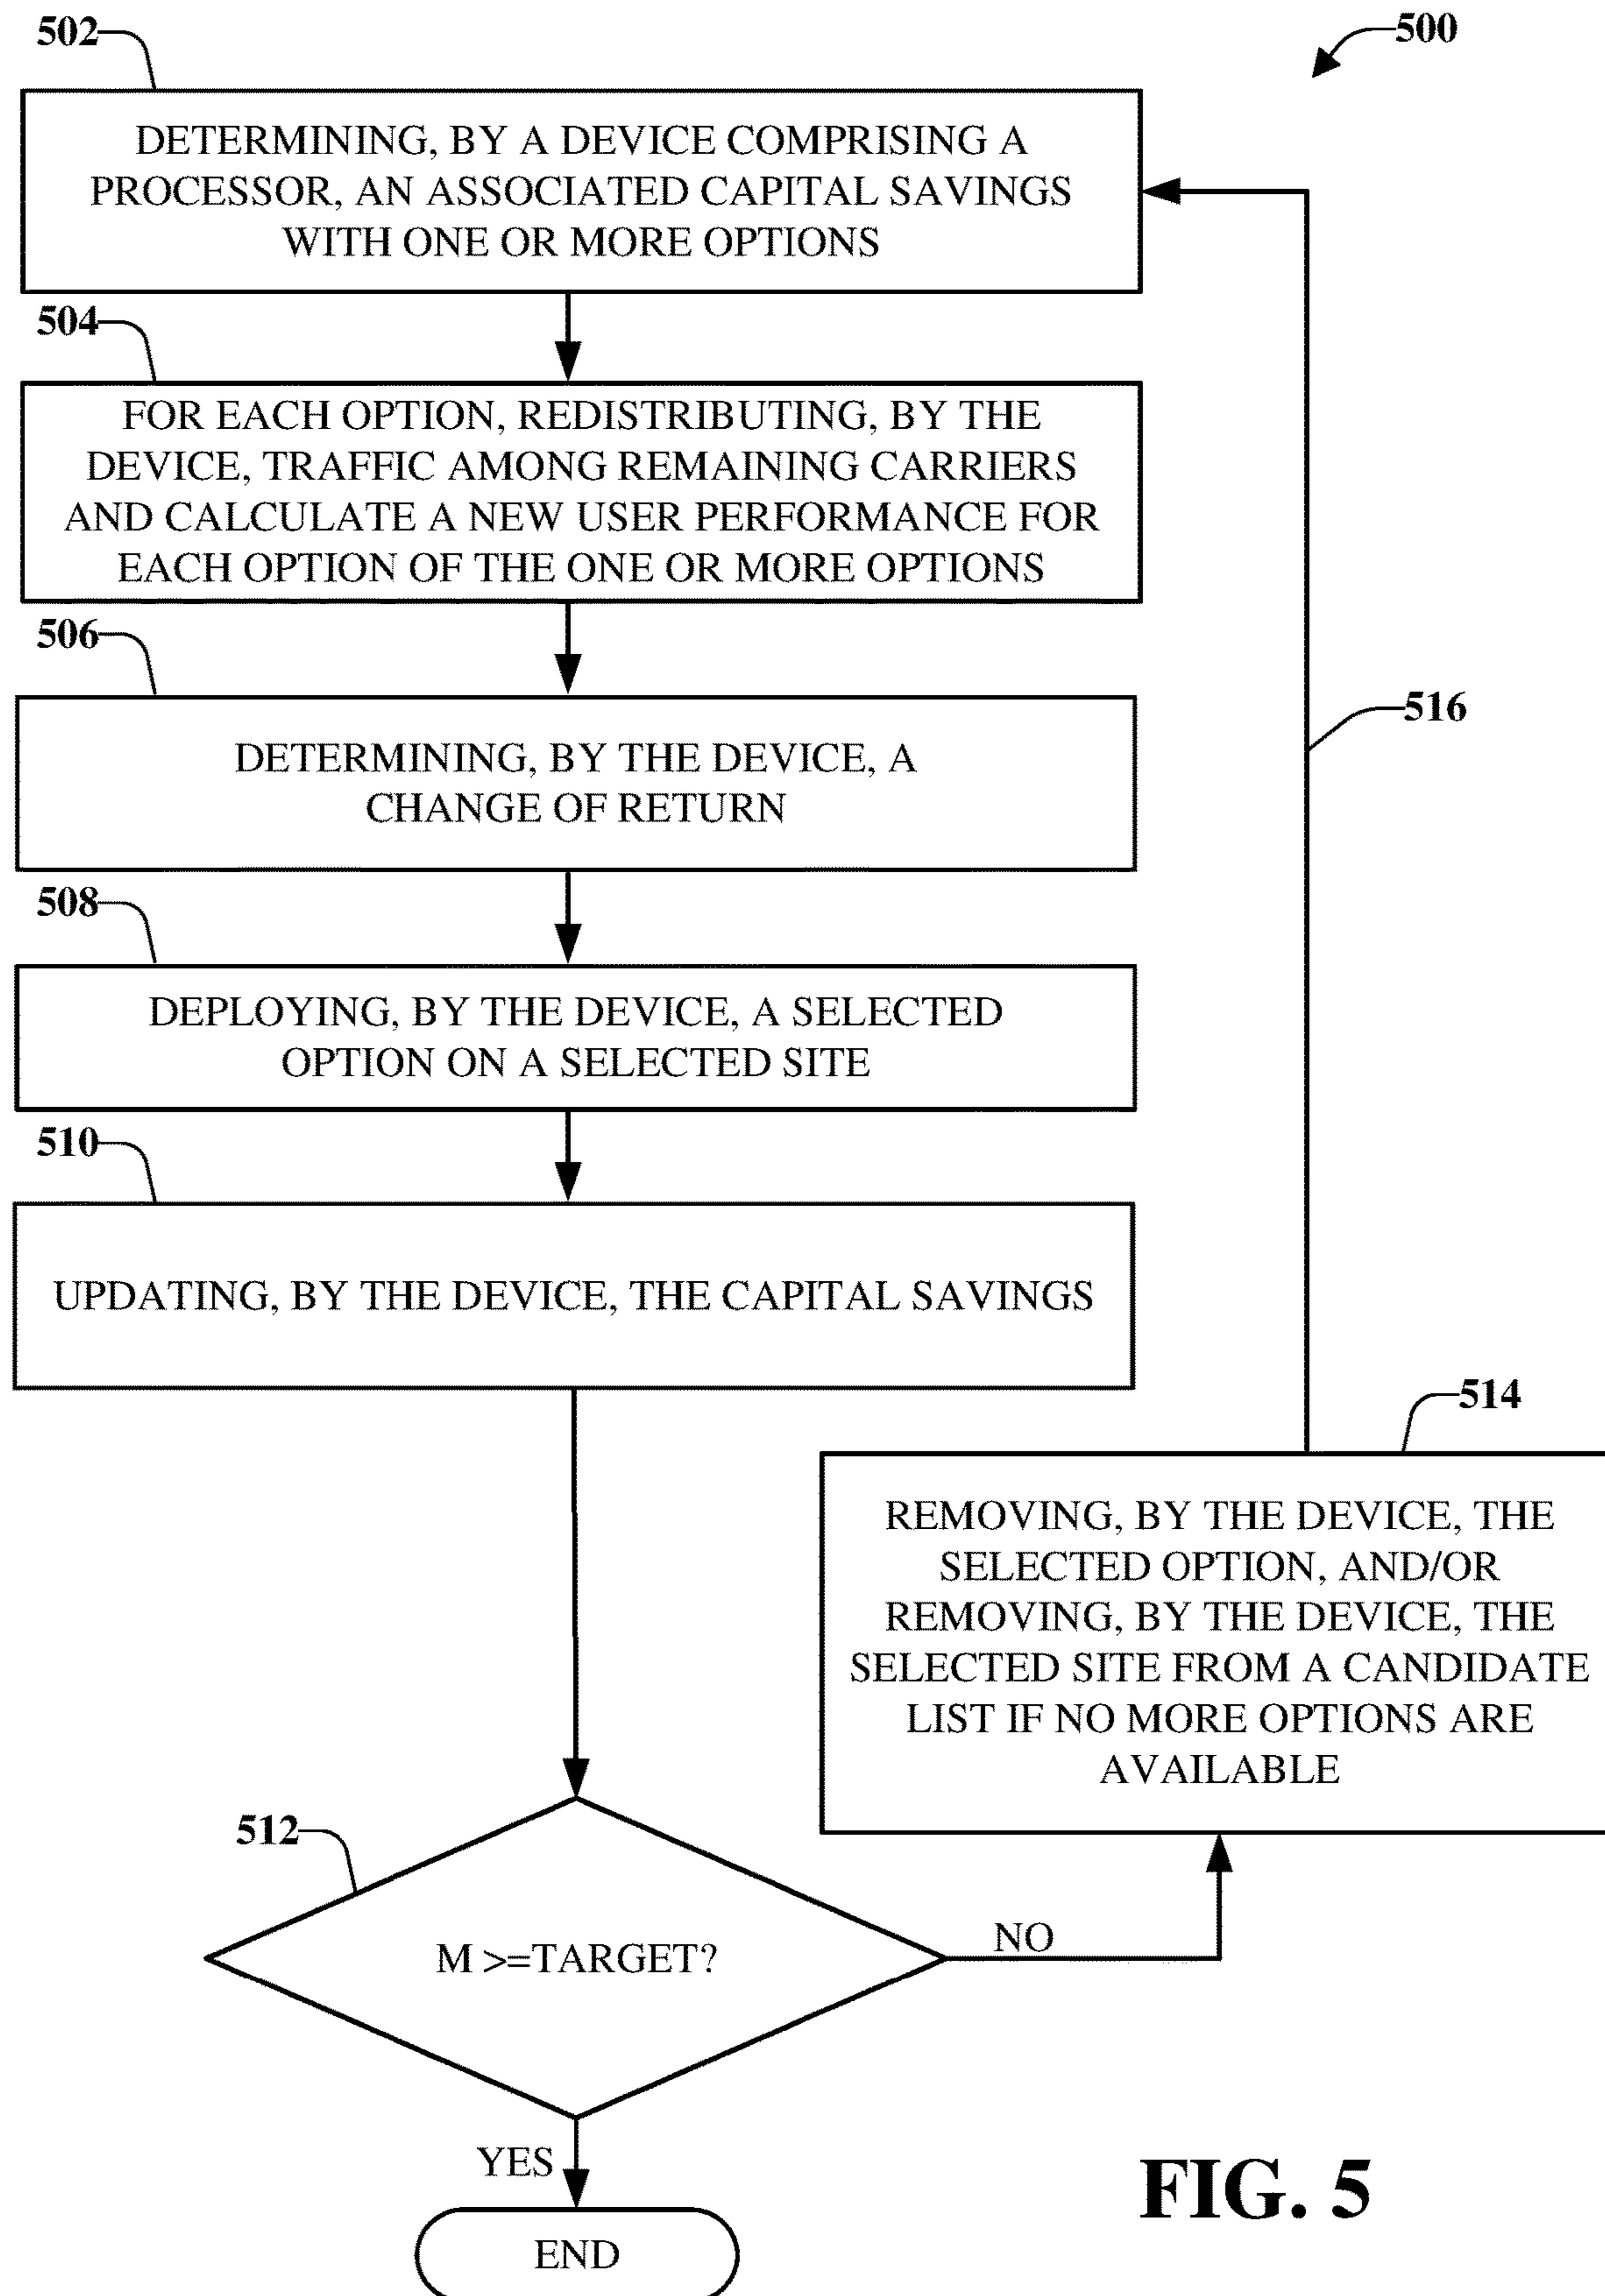 502
500
DETERMINING, BY A DEVICE COMPRISING A
PROCESSOR, AN ASSOCIATED CAPITAL SAVINGS
WITH ONE OR MORE OPTIONS
504
FOR EACH OPTION, REDISTRIBUTING, BY THE
DEVICE, TRAFFIC AMONG REMAINING CARRIERS
AND CALCULATE A NEW USER PERFORMANCE FOR
EACH OPTION OF THE ONE OR MORE OPTIONS
506
DETERMINING, BY THE DEVICE, A
CHANGE OF RETURN
516
508
DEPLOYING, BY THE DEVICE, A SELECTED
OPTION ON A SELECTED SITE
510
UPDATING, BY THE DEVICE, THE CAPITAL SAVINGS
514
REMOVING, BY THE DEVICE, THE
SELECTED OPTION, AND/OR
REMOVING, BY THE DEVICE, THE
SELECTED SITE FROM A CANDIDATE
LIST IF NO MORE OPTIONS ARE
AVAILABLE
512
M >=TARGET?
NO
YES
END
FIG. 5